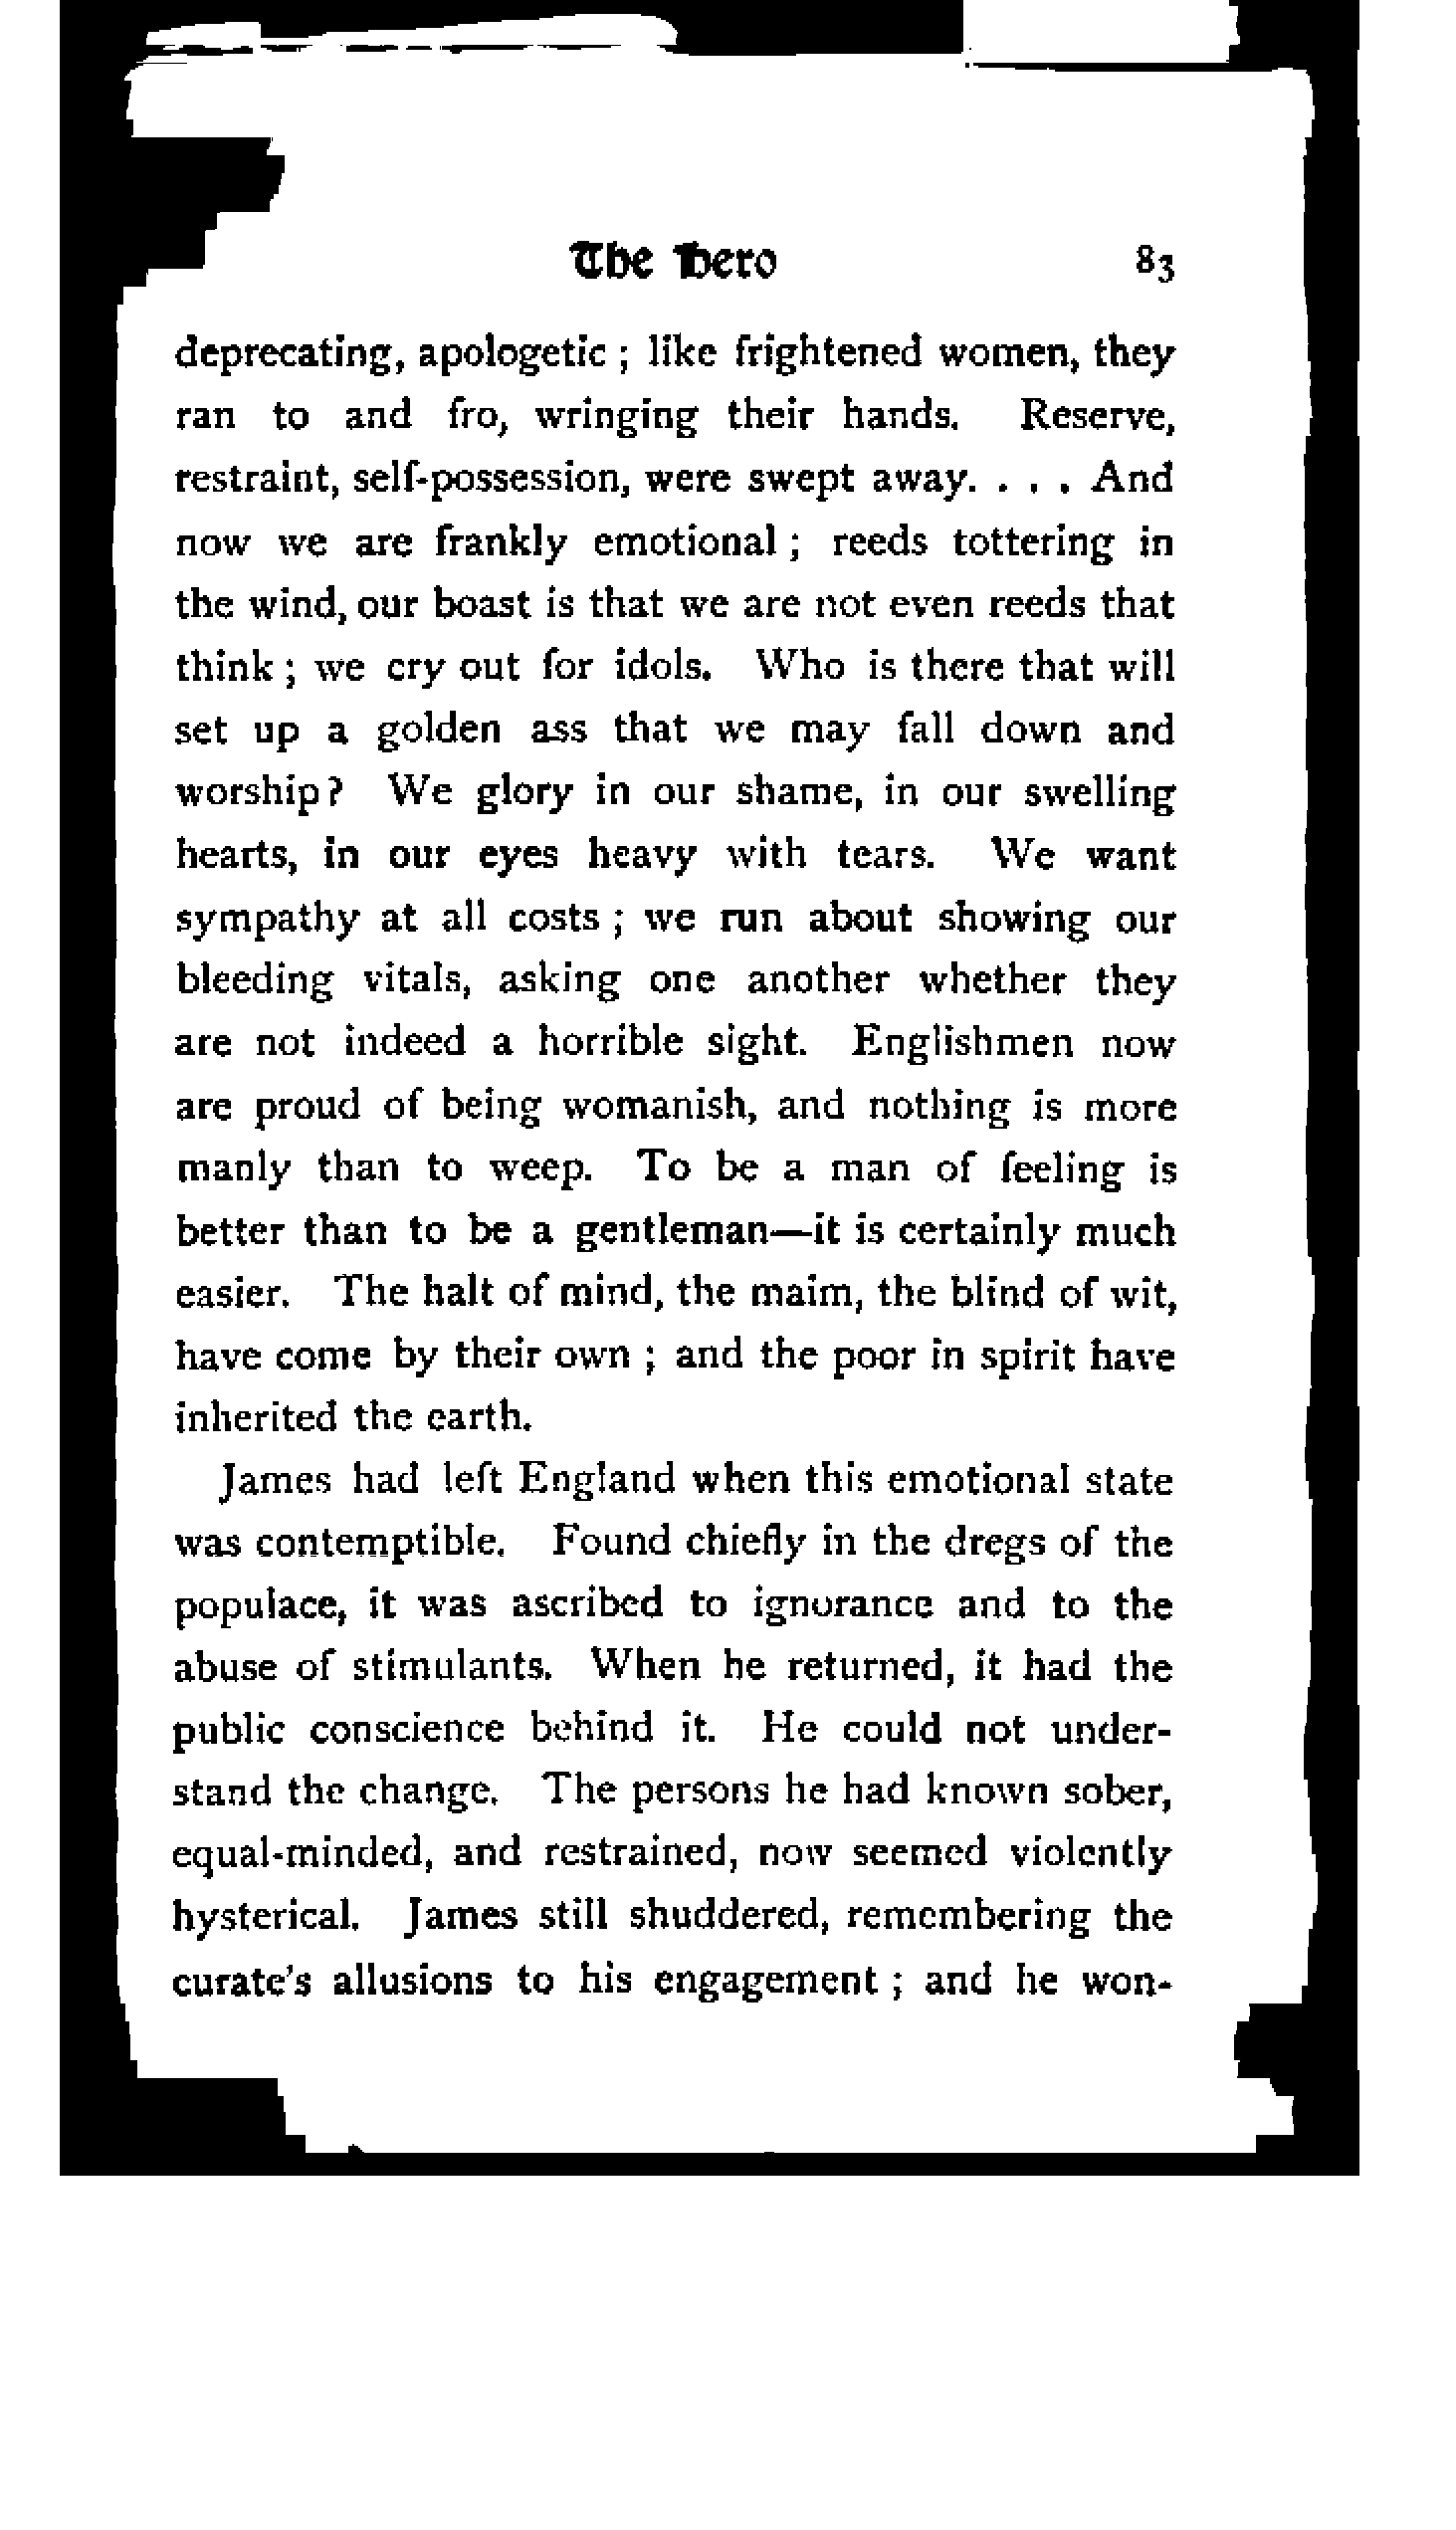 The Hero 83
deprecating, apologetic ; like frightened women, they
ran to and fro, wringing their hands. Reserve,
restraint, self-possession, were swept away. . . . And
now we are frankly emotional ; reeds tottering in
the wind, our boast is that we are not even reeds that
think ; we cry out for idols. Who is there that will
set up a golden ass that we may fall down and
worship? We glory in our shame, in our swelling
hearts, in our eyes heavy with tears. We want
sympathy at all costs ; we run about showing our
bleeding vitals, asking one another whether they
are not indeed a horrible sight. Englishmen now
are proud of being womanish, and nothing is more
manly than to weep. To be a man of feeling is
better than to be a gentleman—it is certainly much
easier. The halt of mind, the maim, the blind of wit,
have come by their own ; and the poor in spirit have
inherited the earth.
James had left England when this emotional state
was contemptible. Found chiefly in the dregs of the
populace, it was ascribed to ignorance and to the
abuse of stimulants. When he returned, it had the
public conscience behind it. He could not under-
stand the change. The persons he had known sober,
equal-minded, and restrained, now seemed violently
hysterical. James still shuddered, remembering the
curate's allusions to his engagement ; and he won-